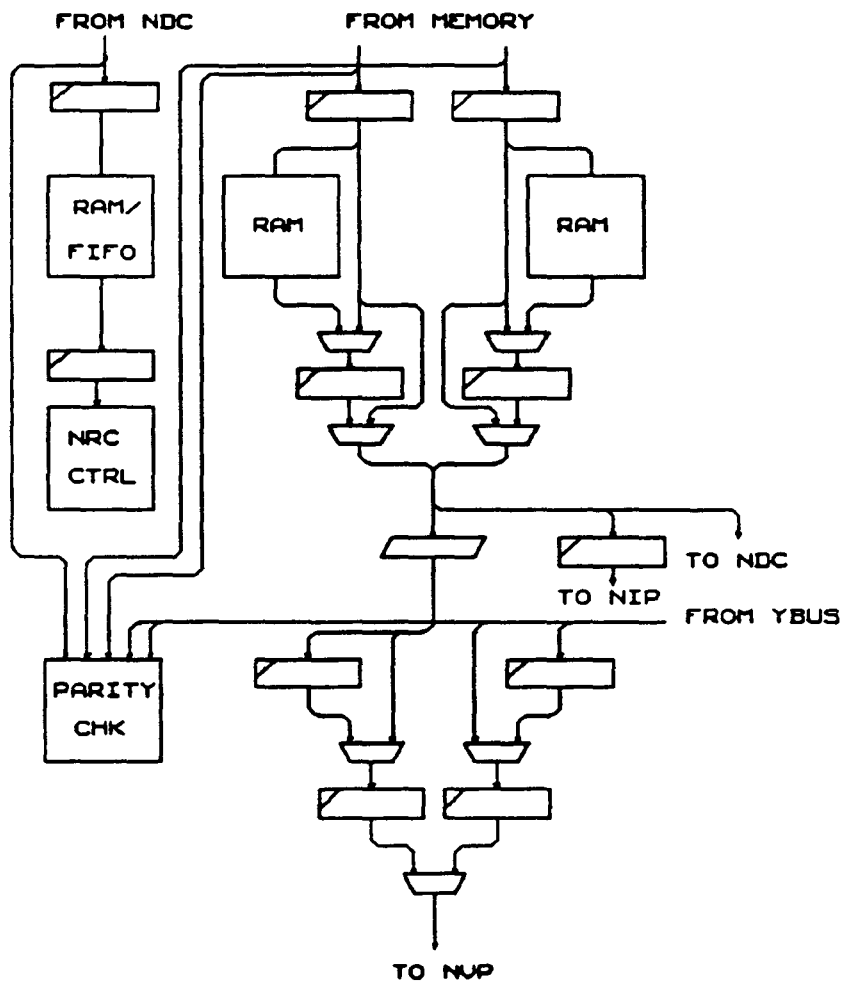 FROM NDC
FROM MEMORY
RAM/
FIFO
RAM
RAM
NRC
CTRL
TO NDC
TO NIP
FROM YBUS
PARITY
CHK
TO NVP